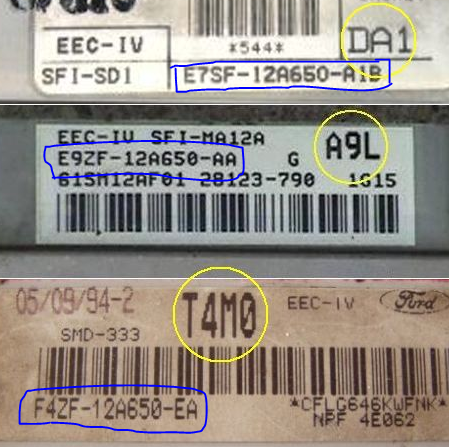 EEC-IV
*544*
DA1
SFI-SD1
E7SF-12A650-A1B
EEC-IV SFI-MA12A
A9L
E9ZF-12A650-AA
G
61SM12AF01 28123-790 1G15
05/09/94-2
T4M0
EEC-IV
Ford
SMD-333
*CFLG646KWFNK*
F4ZF-12A650-EA
NPF 4E062